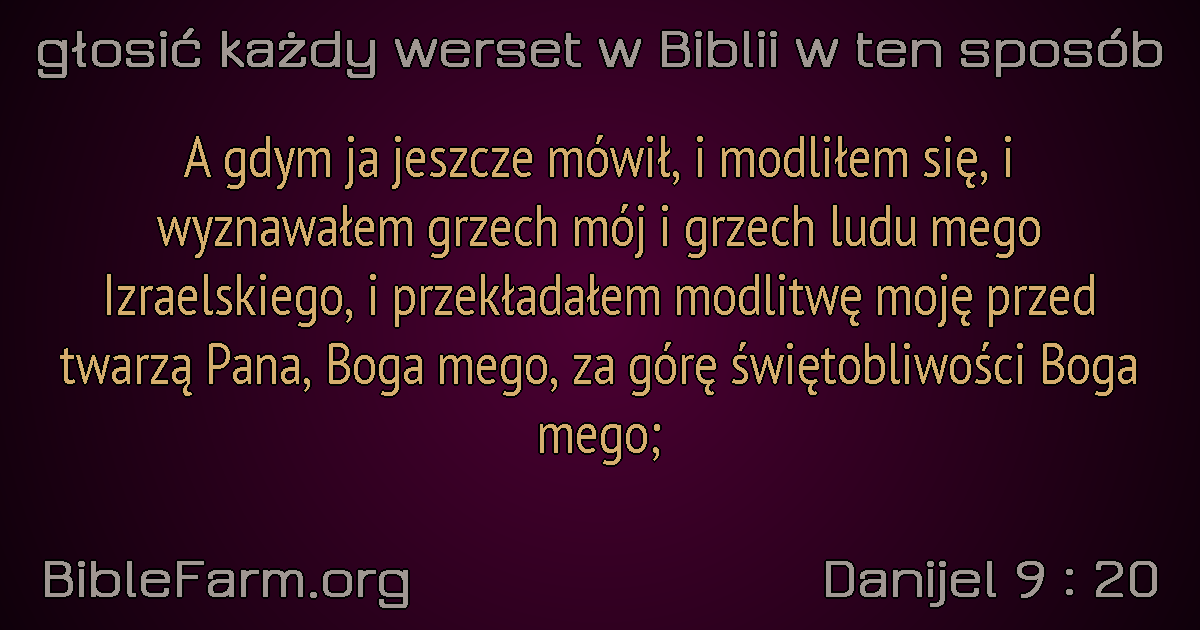 głosić każdy werset w Biblii w ten sposób
A gdym ja jeszcze mówił, i modliłem się, i
wyznawałem grzech mój i grzech ludu mego
Izraelskiego, i przekładałem modlitwę moję przed
twarzą Pana, Boga mego, za górę świętobliwości Boga
mego;
BibleFarm.org
Danijel 9 : 20